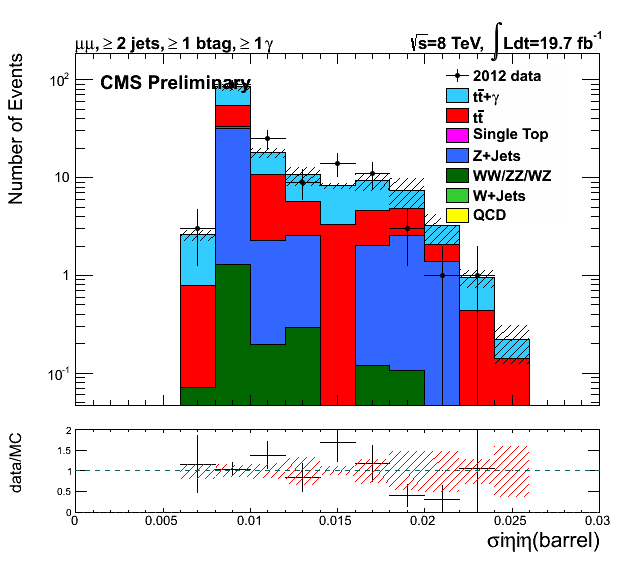 μμ, ≥ 2 jets, ≥ 1 btag, ≥ 1 γ
√s=8 TeV, ∫Ldt=19.7 fb⁻¹
CMS Preliminary
2012 data
tt̄+γ
tt̄
Single Top
Z+Jets
WW/ZZ/WZ
W+Jets
QCD
Number of Events
10²
10
1
10⁻¹
data/MC
2
1.5
1
0.5
0
0 0.005 0.01 0.015 0.02 0.025 0.03
σiηiη(barrel)